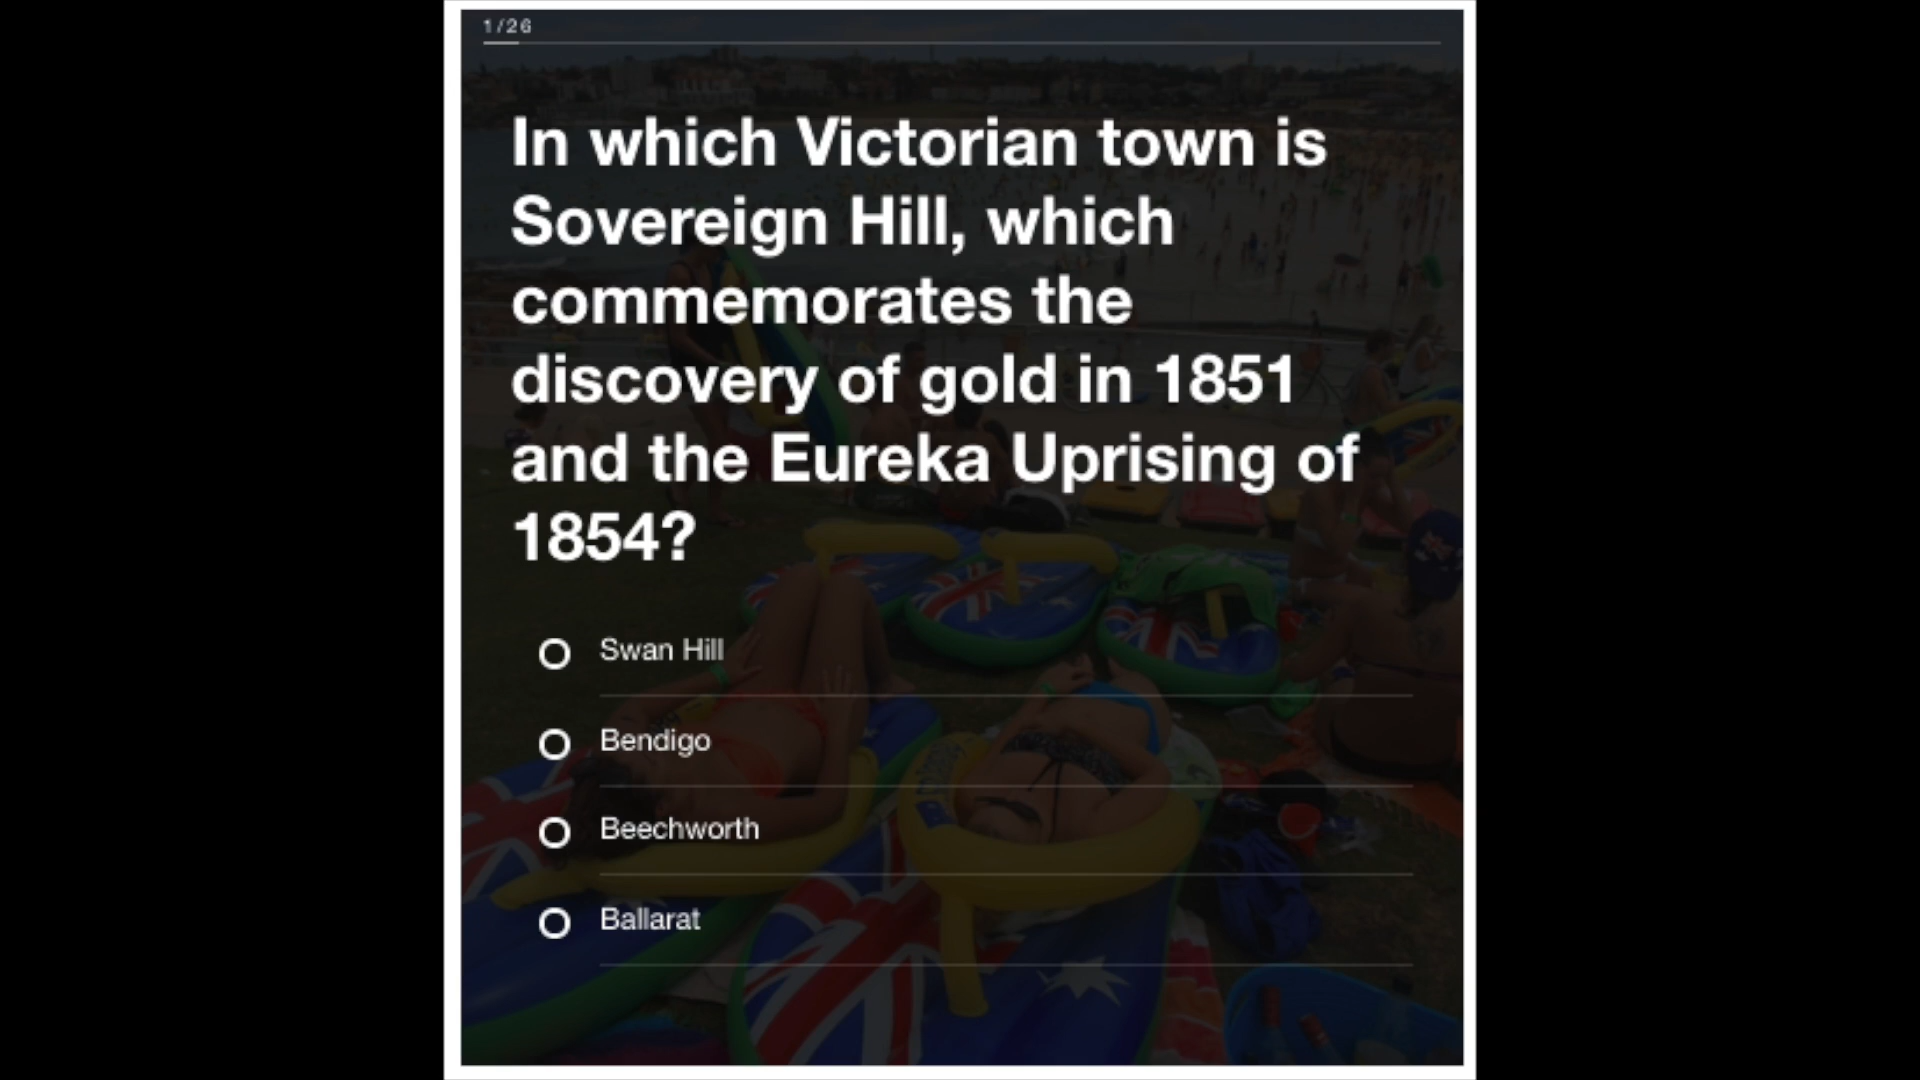 1/26
In which Victorian town is
Sovereign Hill, which
commemorates the
discovery of gold in 1851
and the Eureka Uprising of
1854?
Swan Hill
Bendigo
Beechworth
Ballarat